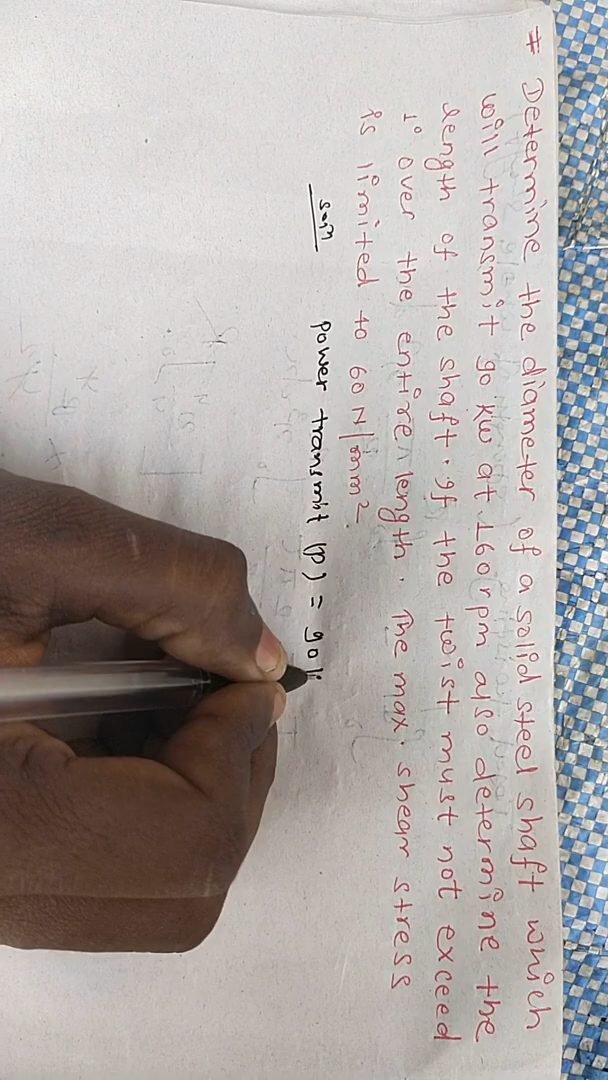 # Determine the diameter of a solid steel shaft which
will transmit 90 kw at 160 rpm also determine the
length of the shaft. If the twist must not exceed
1° over the entire length. The max. shear stress
is limited to 60 N/mm²
soln power transmit (P) = 90 k